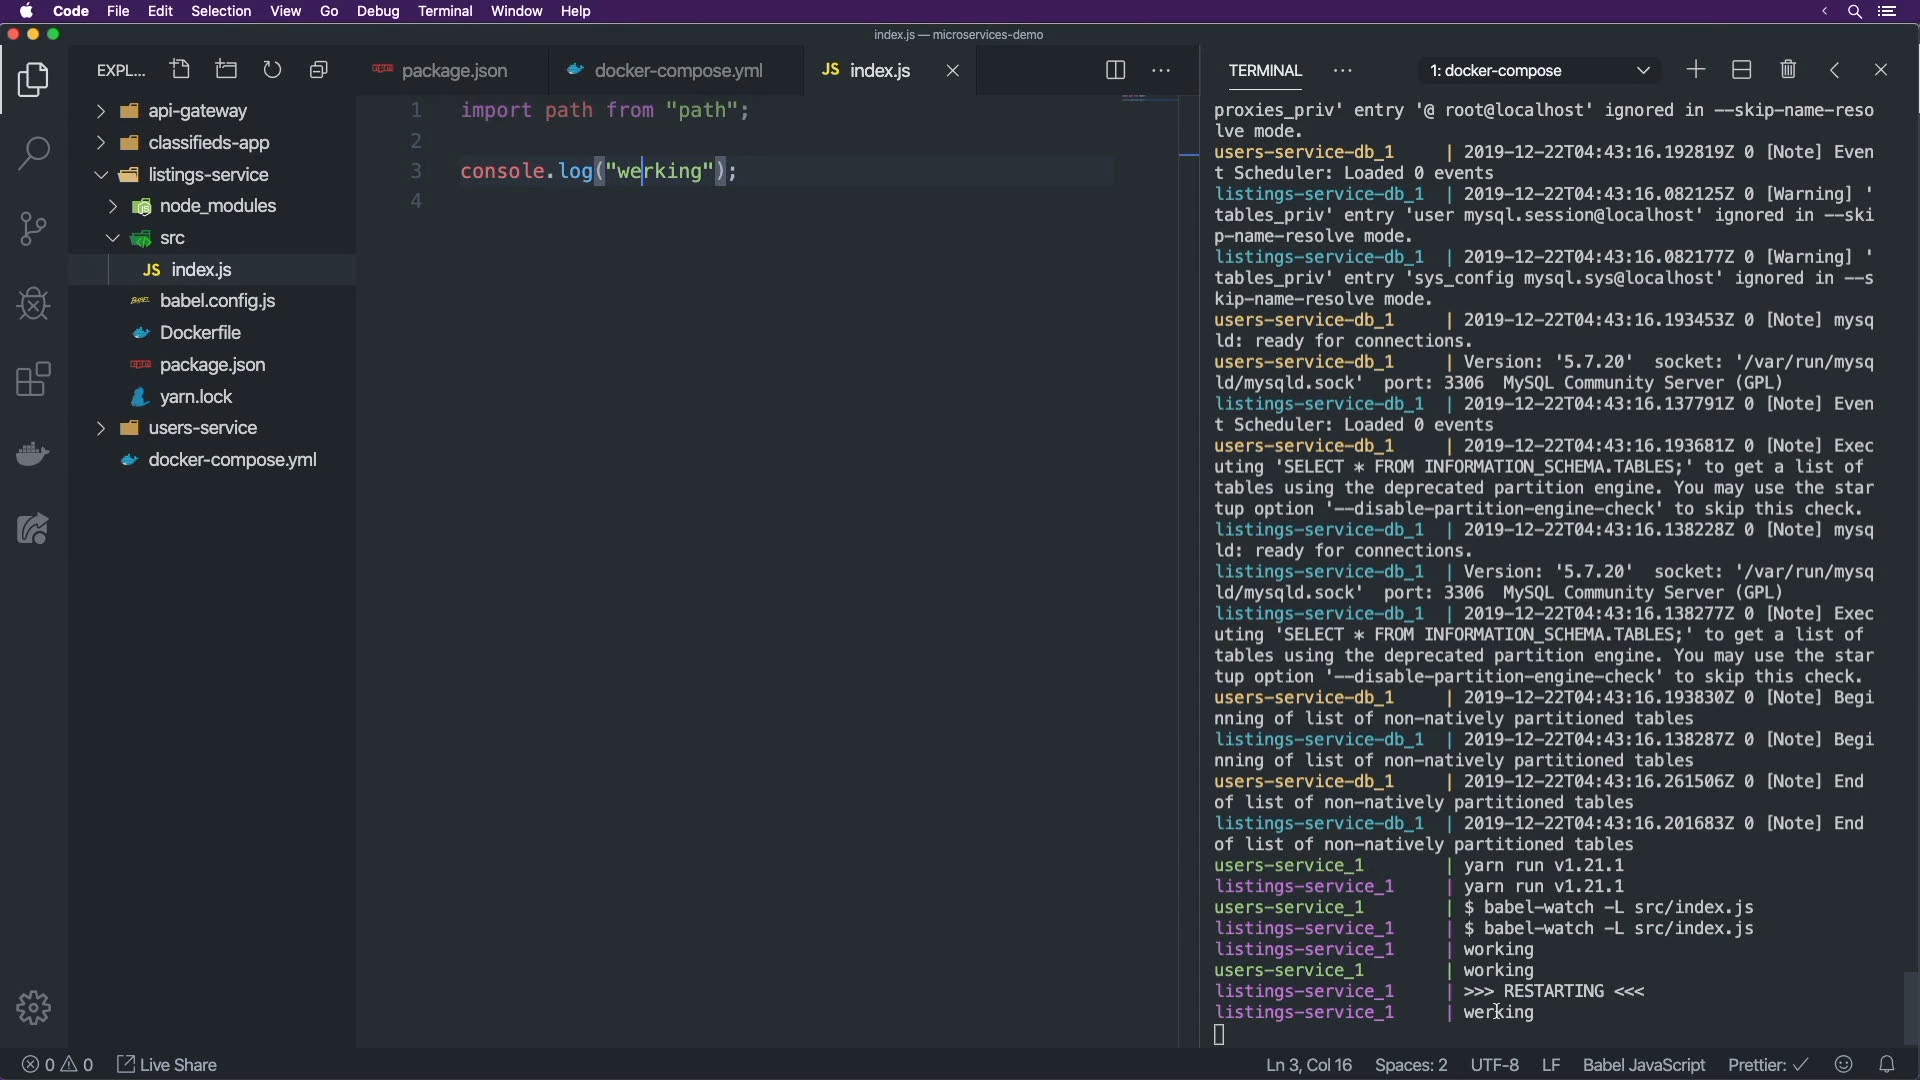 Code File Edit Selection View Go Debug Terminal Window Help
index.js — microservices-demo
EXPL...
package.json
docker-compose.yml
JS index.js
TERMINAL
1: docker-compose
api-gateway
classifieds-app
listings-service
node_modules
src
JS index.js
babel.config.js
Dockerfile
package.json
yarn.lock
users-service
docker-compose.yml
1 import path from "path";
2
3 console.log("werking");
4
proxies_priv' entry '@ root@localhost' ignored in --skip-name-reso
lve mode.
users-service-db_1 | 2019-12-22T04:43:16.192819Z 0 [Note] Even
t Scheduler: Loaded 0 events
listings-service-db_1 | 2019-12-22T04:43:16.082125Z 0 [Warning] '
tables_priv' entry 'user mysql.session@localhost' ignored in --ski
p-name-resolve mode.
listings-service-db_1 | 2019-12-22T04:43:16.082177Z 0 [Warning] '
tables_priv' entry 'sys_config mysql.sys@localhost' ignored in --s
kip-name-resolve mode.
users-service-db_1 | 2019-12-22T04:43:16.193453Z 0 [Note] mysq
ld: ready for connections.
users-service-db_1 | Version: '5.7.20' socket: '/var/run/mysq
ld/mysqld.sock' port: 3306 MySQL Community Server (GPL)
listings-service-db_1 | 2019-12-22T04:43:16.137791Z 0 [Note] Even
t Scheduler: Loaded 0 events
users-service-db_1 | 2019-12-22T04:43:16.193681Z 0 [Note] Exec
uting 'SELECT * FROM INFORMATION_SCHEMA.TABLES;' to get a list of
tables using the deprecated partition engine. You may use the star
tup option '--disable-partition-engine-check' to skip this check.
listings-service-db_1 | 2019-12-22T04:43:16.138228Z 0 [Note] mysq
ld: ready for connections.
listings-service-db_1 | Version: '5.7.20' socket: '/var/run/mysq
ld/mysqld.sock' port: 3306 MySQL Community Server (GPL)
listings-service-db_1 | 2019-12-22T04:43:16.138277Z 0 [Note] Exec
uting 'SELECT * FROM INFORMATION_SCHEMA.TABLES;' to get a list of
tables using the deprecated partition engine. You may use the star
tup option '--disable-partition-engine-check' to skip this check.
users-service-db_1 | 2019-12-22T04:43:16.193830Z 0 [Note] Begi
nning of list of non-natively partitioned tables
listings-service-db_1 | 2019-12-22T04:43:16.138287Z 0 [Note] Begi
nning of list of non-natively partitioned tables
users-service-db_1 | 2019-12-22T04:43:16.261506Z 0 [Note] End
of list of non-natively partitioned tables
listings-service-db_1 | 2019-12-22T04:43:16.201683Z 0 [Note] End
of list of non-natively partitioned tables
users-service_1 | yarn run v1.21.1
listings-service_1 | yarn run v1.21.1
users-service_1 | $ babel-watch -L src/index.js
listings-service_1 | $ babel-watch -L src/index.js
listings-service_1 | working
users-service_1 | working
listings-service_1 | >>> RESTARTING <<<
listings-service_1 | werking
0 0 Live Share
Ln 3, Col 16 Spaces: 2 UTF-8 LF Babel JavaScript Prettier: ✓